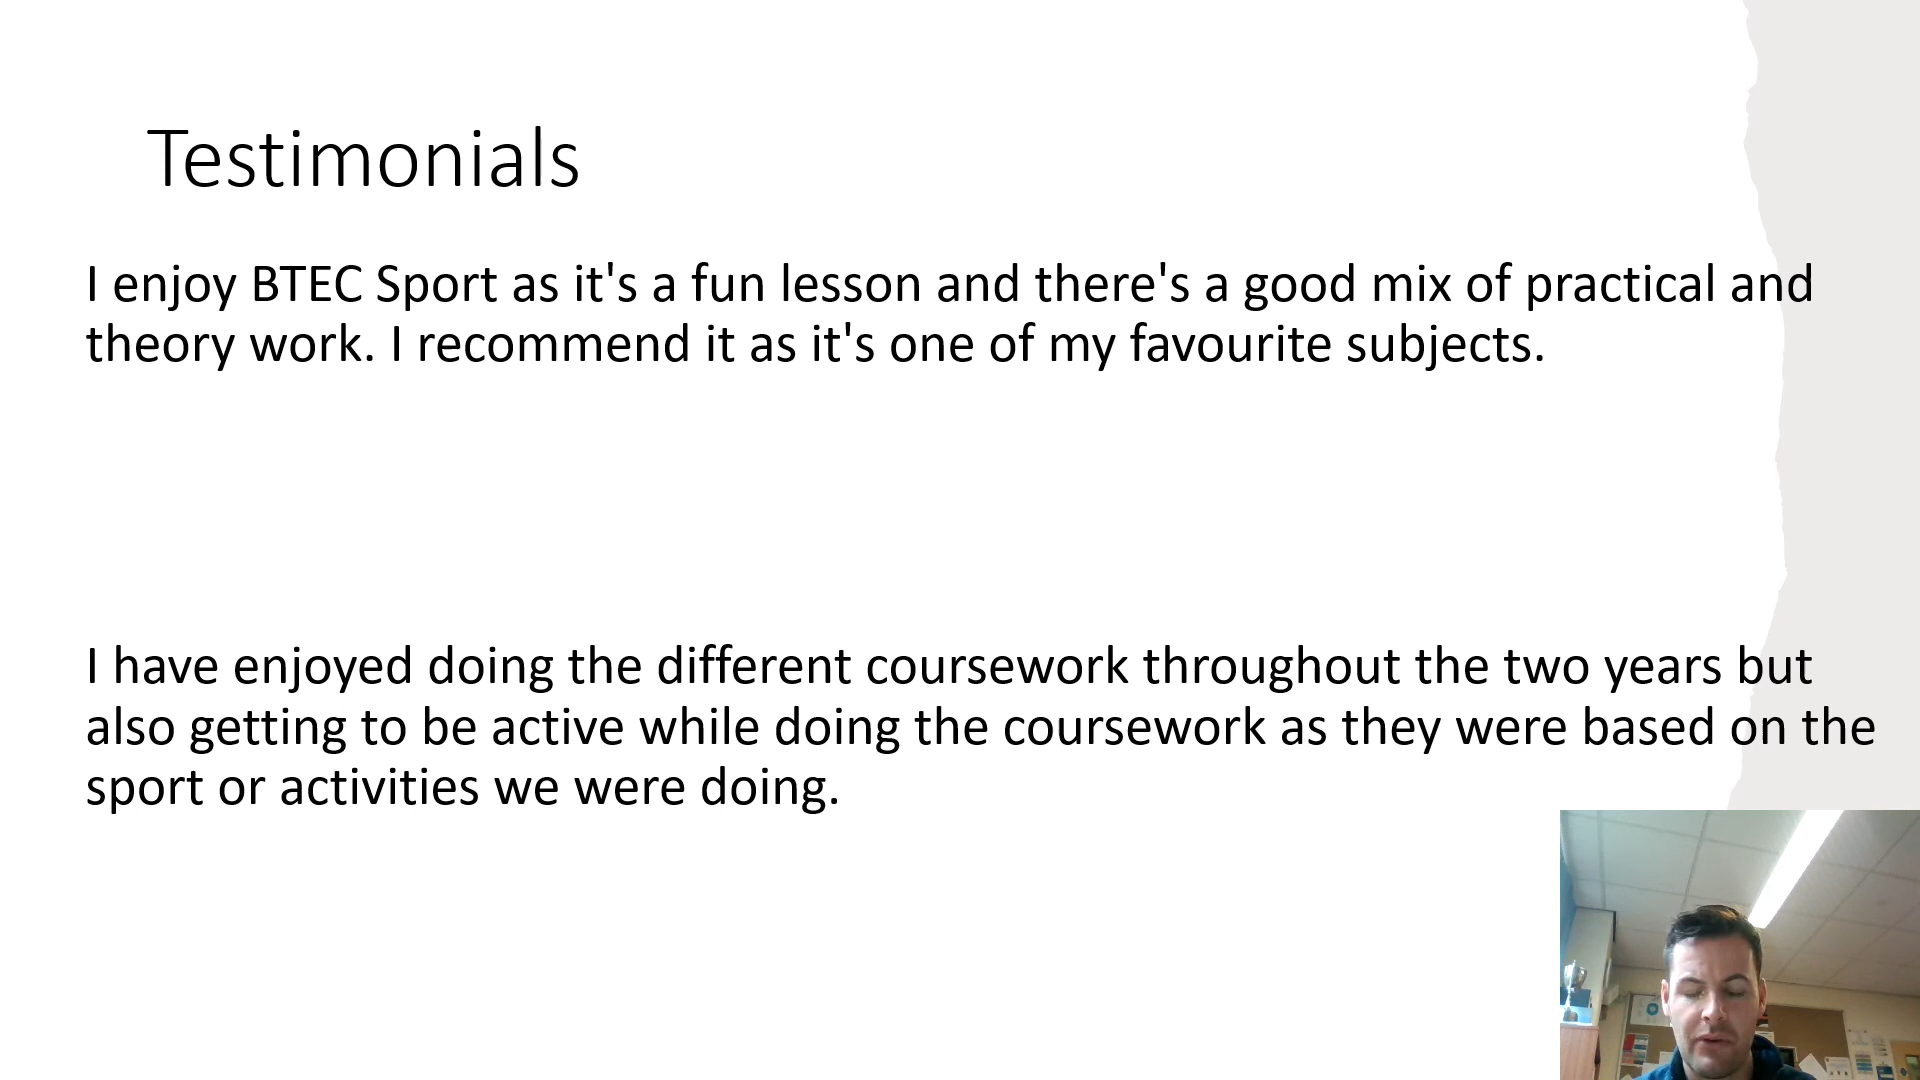 Testimonials
I enjoy BTEC Sport as it's a fun lesson and there's a good mix of practical and
theory work. I recommend it as it's one of my favourite subjects.
I have enjoyed doing the different coursework throughout the two years but
also getting to be active while doing the coursework as they were based on the
sport or activities we were doing.